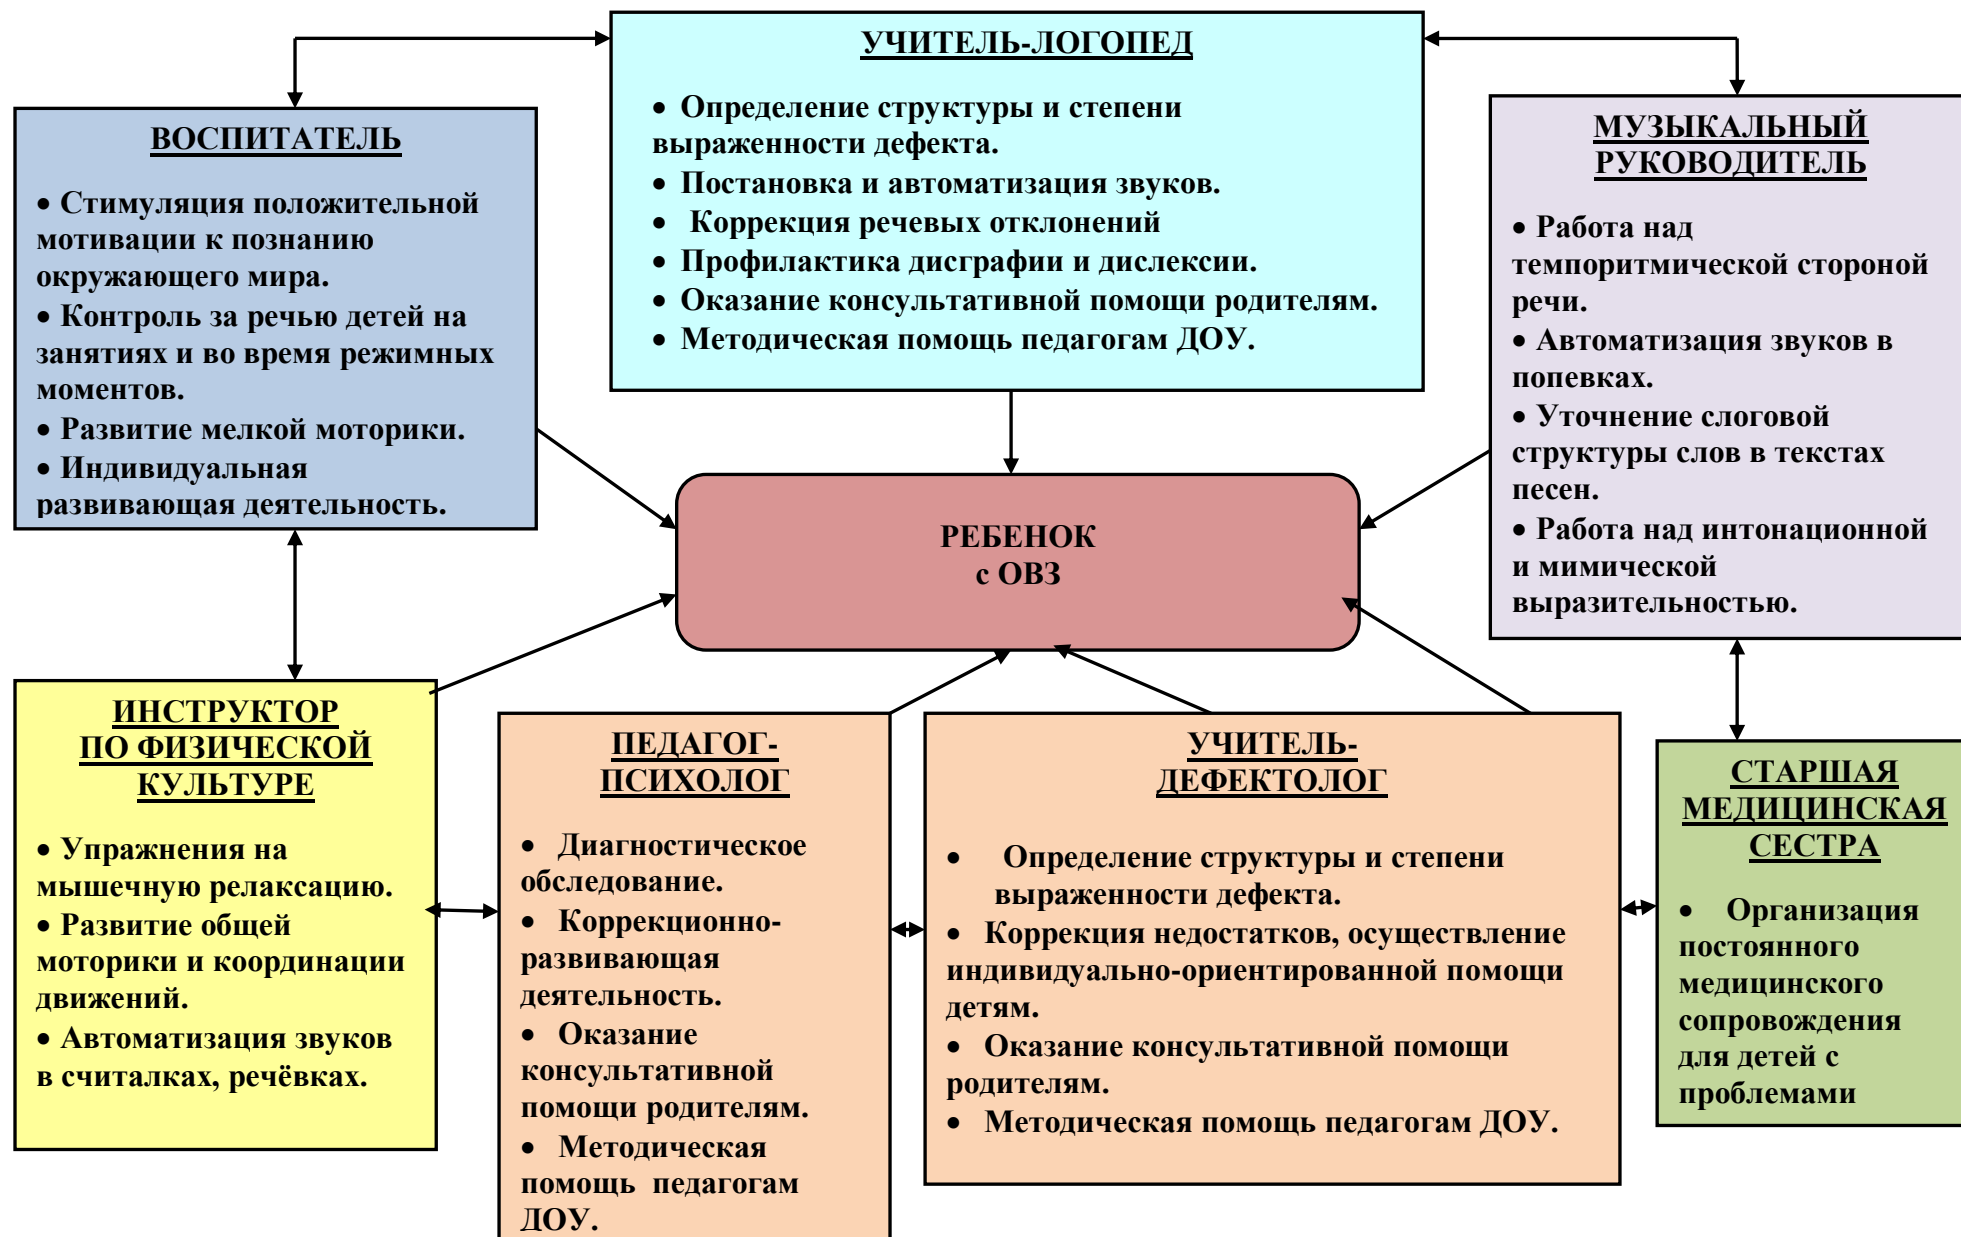 УЧИТЕЛЬ-ЛОГОПЕД
• Определение структуры и степени
выраженности дефекта.
• Постановка и автоматизация звуков.
• Коррекция речевых отклонений
• Профилактика дисграфии и дислексии.
• Оказание консультативной помощи родителям.
• Методическая помощь педагогам ДОУ.
ВОСПИТАТЕЛЬ
• Стимуляция положительной
мотивации к познанию
окружающего мира.
• Контроль за речью детей на
занятиях и во время режимных
моментов.
• Развитие мелкой моторики.
• Индивидуальная
развивающая деятельность.
МУЗЫКАЛЬНЫЙ
РУКОВОДИТЕЛЬ
• Работа над
темпоритмической стороной
речи.
• Автоматизация звуков в
попевках.
• Уточнение слоговой
структуры слов в текстах
песен.
• Работа над интонационной
и мимической
выразительностью.
РЕБЕНОК
с ОВЗ
ИНСТРУКТОР
ПО ФИЗИЧЕСКОЙ
КУЛЬТУРЕ
• Упражнения на
мышечную релаксацию.
• Развитие общей
моторики и координации
движений.
• Автоматизация звуков
в считалках, речёвках.
ПЕДАГОГ-
ПСИХОЛОГ
• Диагностическое
обследование.
• Коррекционно-
развивающая
деятельность.
• Оказание
консультативной
помощи родителям.
• Методическая
помощь педагогам
ДОУ.
УЧИТЕЛЬ-
ДЕФЕКТОЛОГ
• Определение структуры и степени
выраженности дефекта.
• Коррекция недостатков, осуществление
индивидуально-ориентированной помощи
детям.
• Оказание консультативной помощи
родителям.
• Методическая помощь педагогам ДОУ.
СТАРШАЯ
МЕДИЦИНСКАЯ
СЕСТРА
• Организация
постоянного
медицинского
сопровождения
для детей с
проблемами